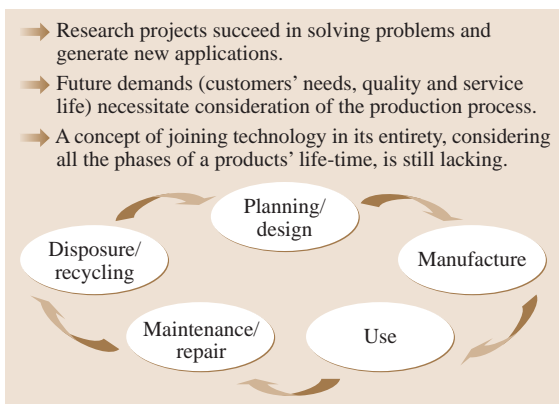 Research projects succeed in solving problems and
generate new applications.
Future demands (customers’ needs, quality and service
life) necessitate consideration of the production process.
A concept of joining technology in its entirety, considering
all the phases of a products’ life-time, is still lacking.
Planning/
design
Disposure/
recycling
Manufacture
Maintenance/
repair
Use